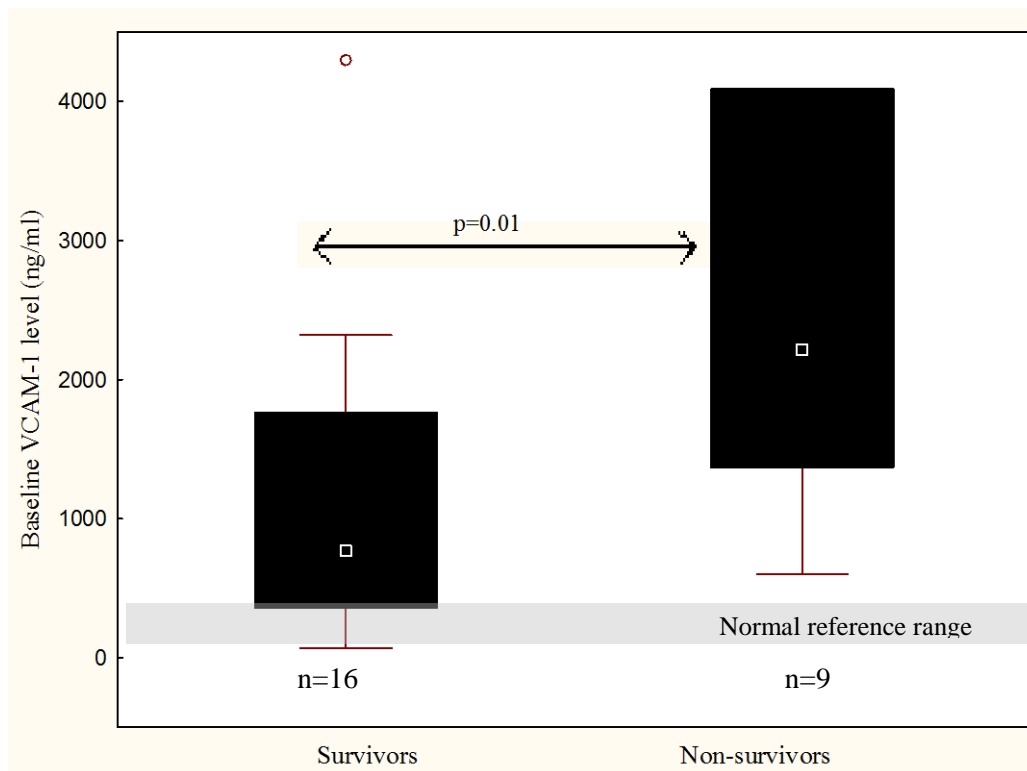 Baseline VCAM-1 level (ng/ml)
4000
3000
2000
1000
0
p=0.01
Normal reference range
n=16
n=9
Survivors
Non-survivors